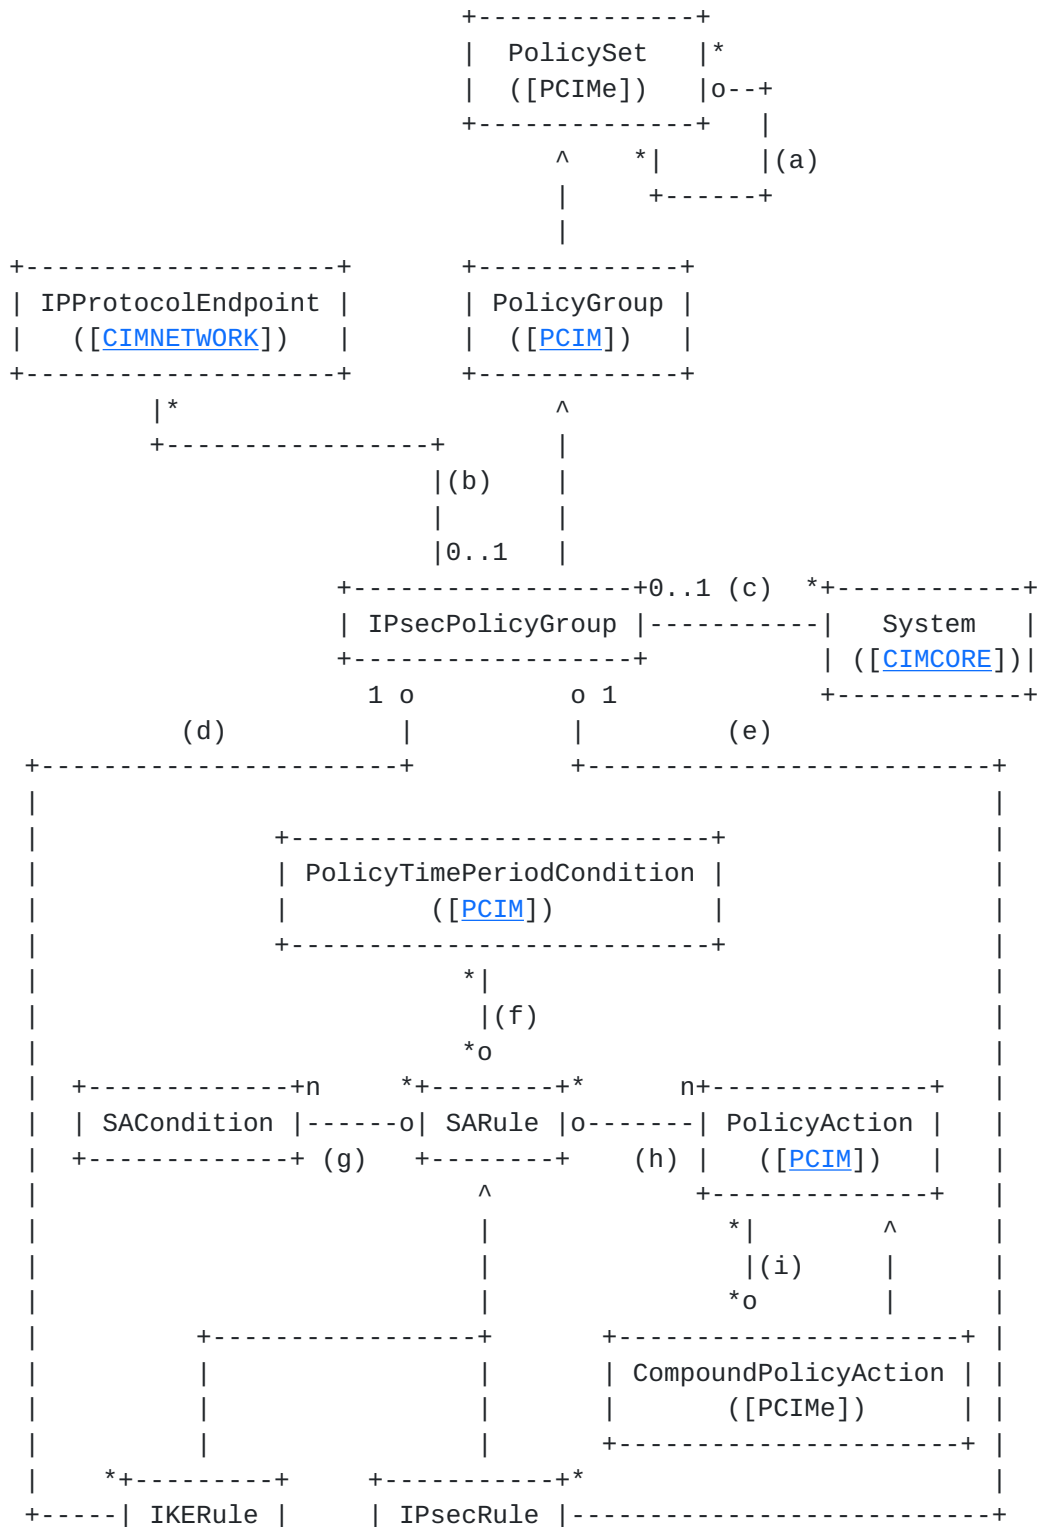 +--------------+
                             |  PolicySet   |*
                             |  ([PCIMe])   |o--+
                             +--------------+   |
                                   ^    *|      |(a)
                                   |     +------+
                                   |
+--------------------+       +-------------+
| IPProtocolEndpoint |       | PolicyGroup |
|   ([CIMNETWORK])   |       |  ([PCIM])   |
+--------------------+       +-------------+
         |*                        ^
         +-----------------+       |
                           |(b)    |
                           |       |
                           |0..1   |
                     +------------------+0..1 (c)  *+------------+
                     | IPsecPolicyGroup |-----------|   System   |
                     +------------------+           | ([CIMCORE])|
                       1 o          o 1             +------------+
           (d)           |          |         (e)
 +-----------------------+          +--------------------------+
 |                                                             |
 |               +---------------------------+                 |
 |               | PolicyTimePeriodCondition |                 |
 |               |         ([PCIM])          |                 |
 |               +---------------------------+                 |
 |                           *|                                |
 |                            |(f)                             |
 |                           *o                                |
 |  +-------------+n     *+--------+*      n+--------------+   |
 |  | SACondition |------o| SARule |o-------| PolicyAction |   |
 |  +-------------+ (g)   +--------+    (h) |   ([PCIM])   |   |
 |                            ^             +--------------+   |
 |                            |               *|        ^      |
 |                            |                |(i)     |      |
 |                            |               *o        |      |
 |          +-----------------+       +----------------------+ |
 |          |                 |       | CompoundPolicyAction | |
 |          |                 |       |       ([PCIMe])      | |
 |          |                 |       +----------------------+ |
 |    *+---------+     +-----------+*                          |
 +-----| IKERule |     | IPsecRule |---------------------------+